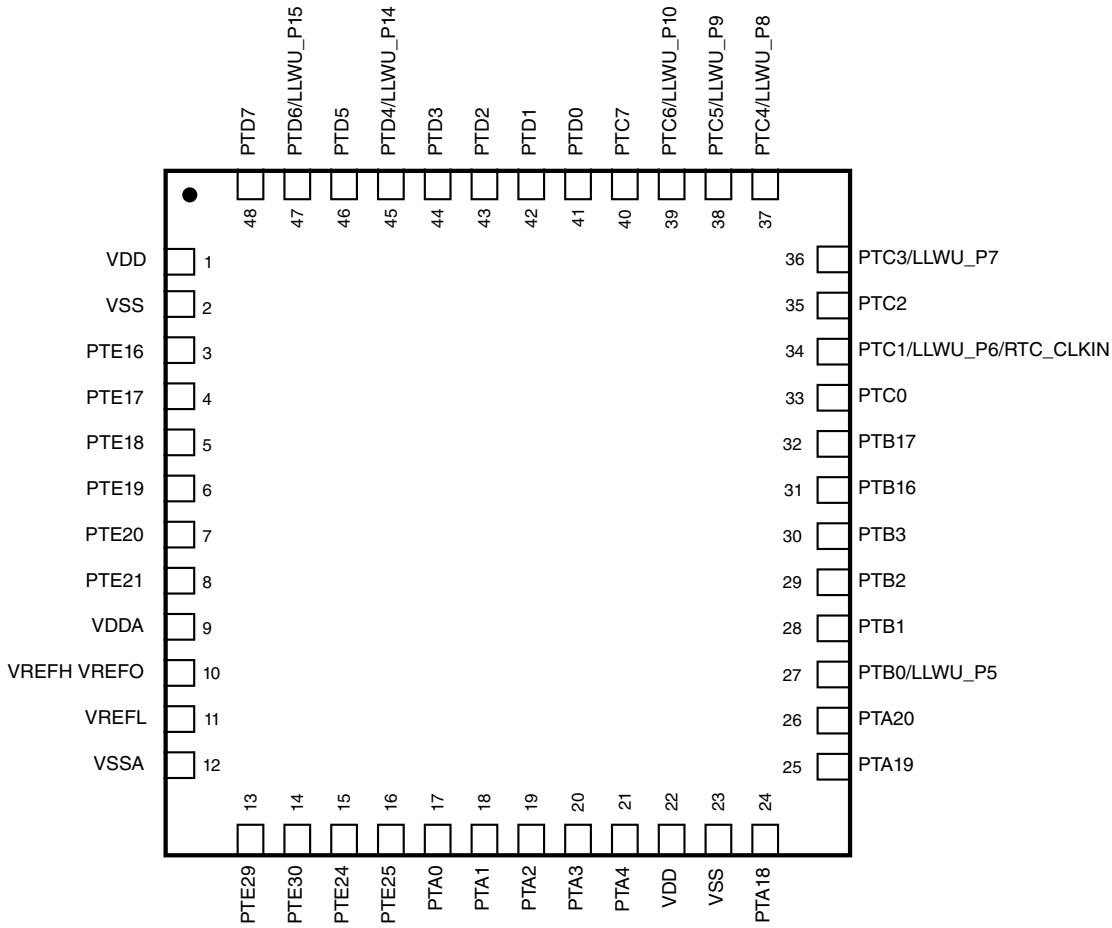 PTD7
PTD6/LLWU_P15
PTD5
PTD4/LLWU_P14
PTD3
PTD2
PTD1
PTD0
PTC7
PTC6/LLWU_P10
PTC5/LLWU_P9
PTC4/LLWU_P8
48
47
46
45
44
43
42
41
40
39
38
37
VDD 1
VSS 2
PTE16 3
PTE17 4
PTE18 5
PTE19 6
PTE20 7
PTE21 8
VDDA 9
VREFH VREFO 10
VREFL 11
VSSA 12
36 PTC3/LLWU_P7
35 PTC2
34 PTC1/LLWU_P6/RTC_CLKIN
33 PTC0
32 PTB17
31 PTB16
30 PTB3
29 PTB2
28 PTB1
27 PTB0/LLWU_P5
26 PTA20
25 PTA19
13
14
15
16
17
18
19
20
21
22
23
24
PTE29
PTE30
PTE24
PTE25
PTA0
PTA1
PTA2
PTA3
PTA4
VDD
VSS
PTA18